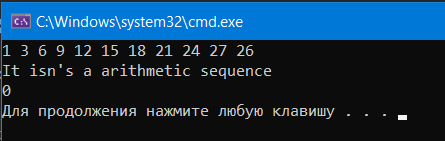 C:\Windows\system32\cmd.exe
1 3 6 9 12 15 18 21 24 27 26
It isn's a arithmetic sequence
0
Для продолжения нажмите любую клавишу . . .